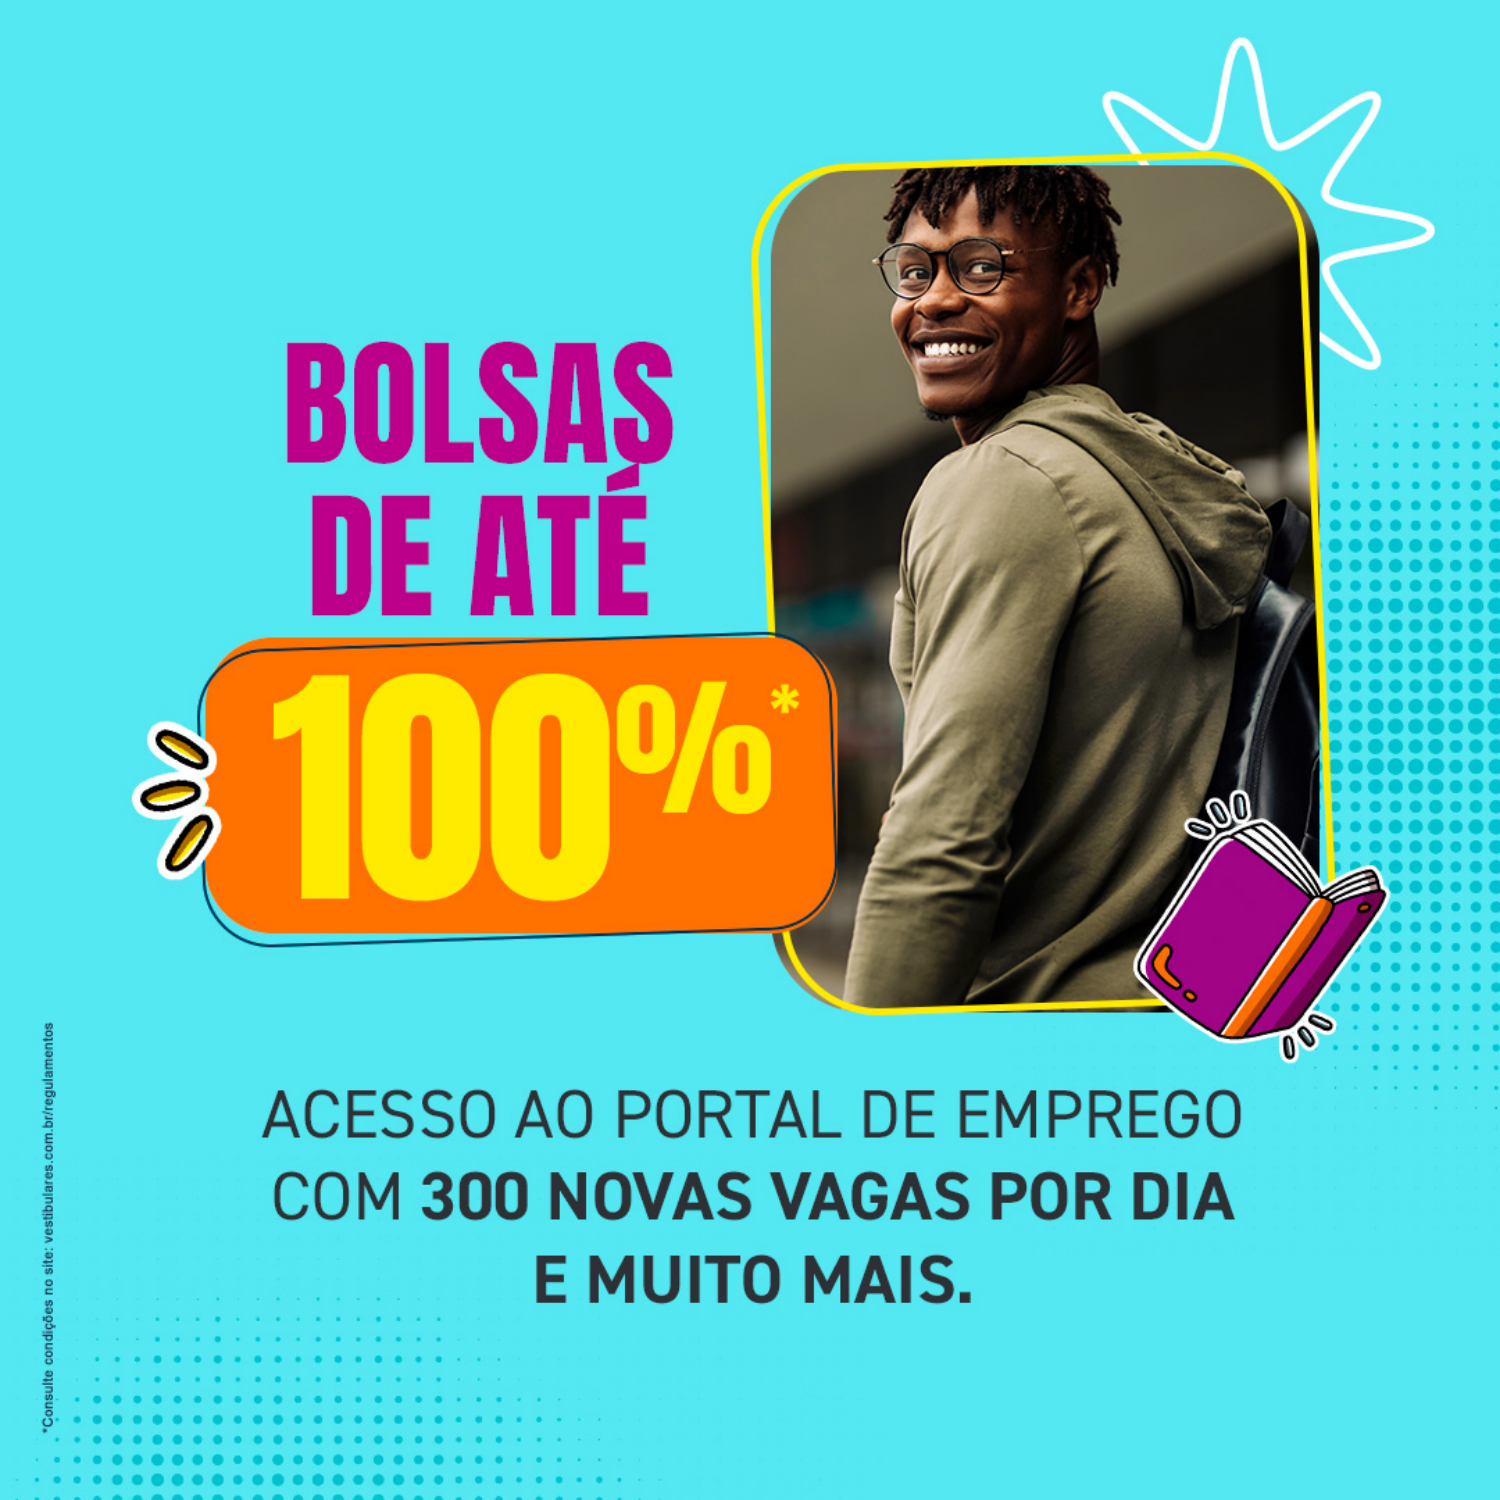 BOLSAS
DE ATÉ
100%*
ACESSO AO PORTAL DE EMPREGO
COM 300 NOVAS VAGAS POR DIA
E MUITO MAIS.
*Consulte condições no site: vestibulares.com.br/regulamentos